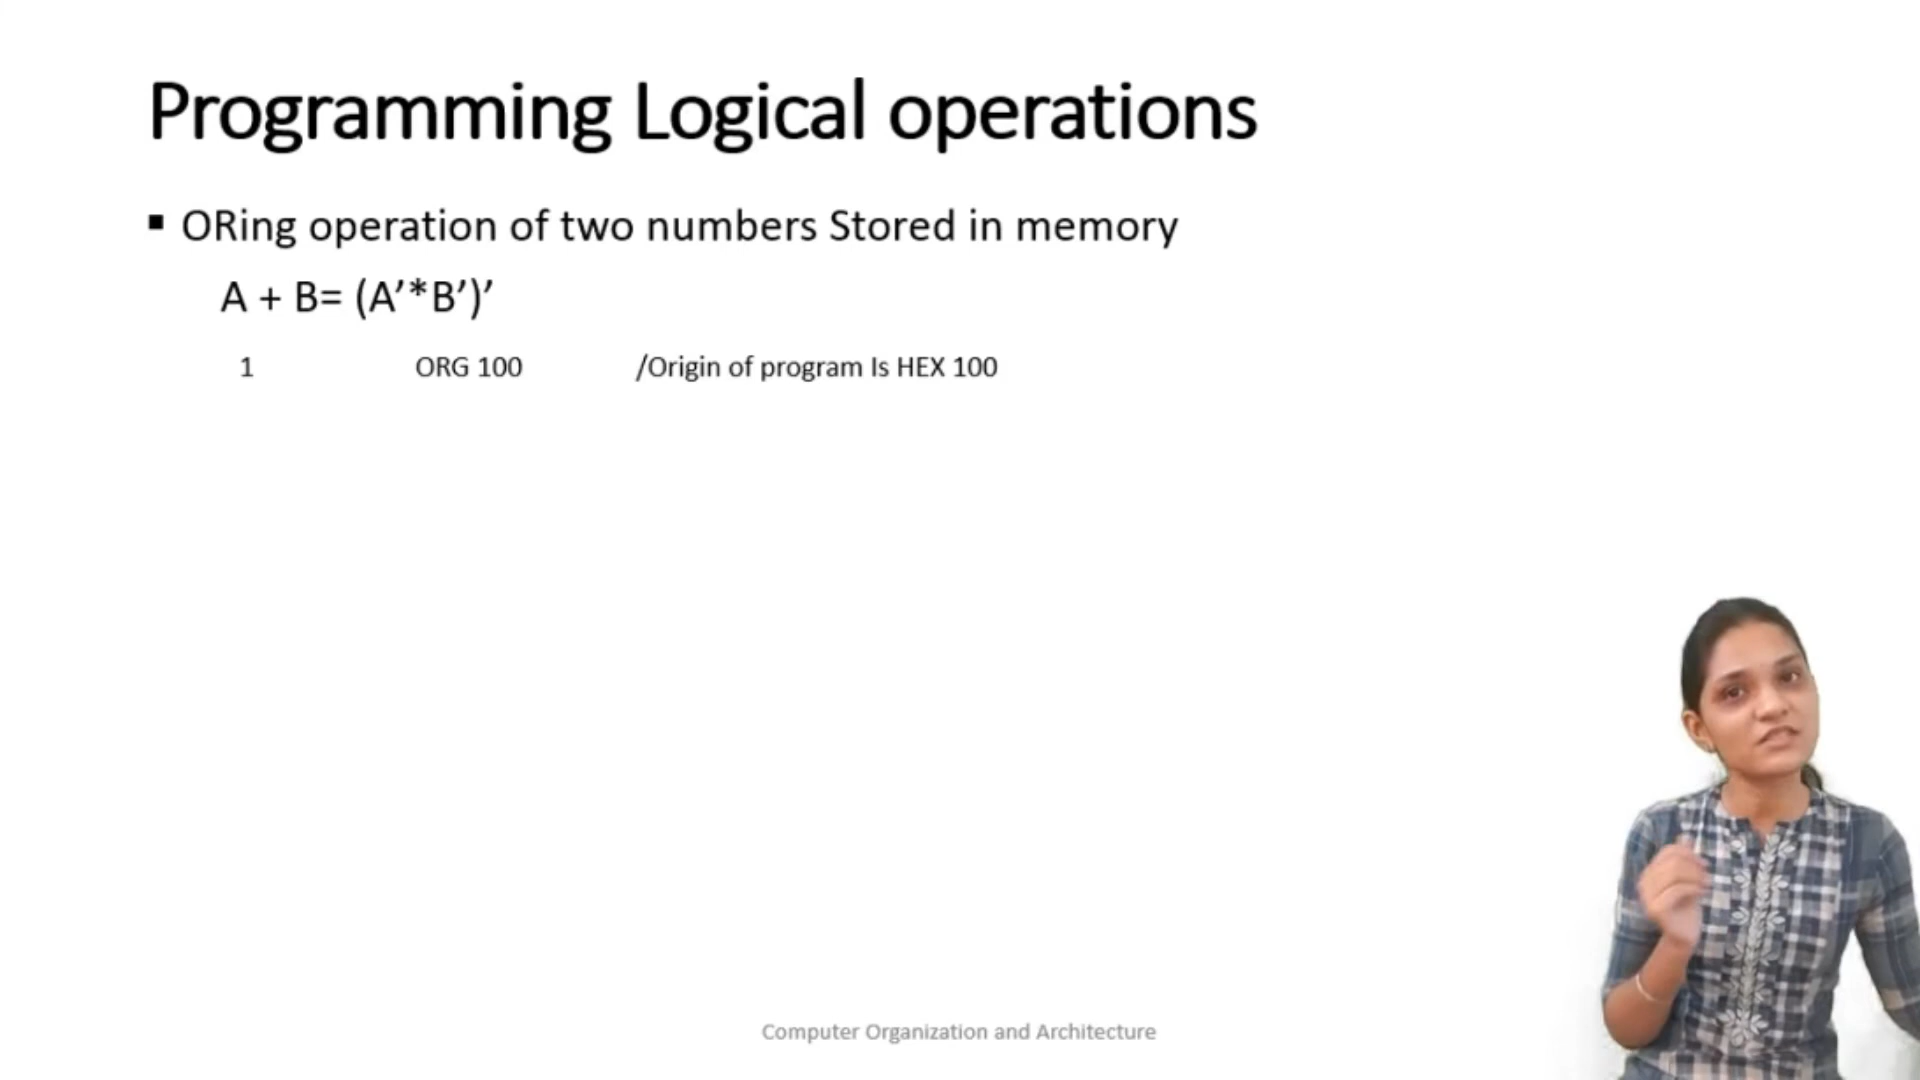 Programming Logical operations
▪ ORing operation of two numbers Stored in memory
A + B= (A’*B’)’
1 ORG 100 /Origin of program Is HEX 100
Computer Organization and Architecture